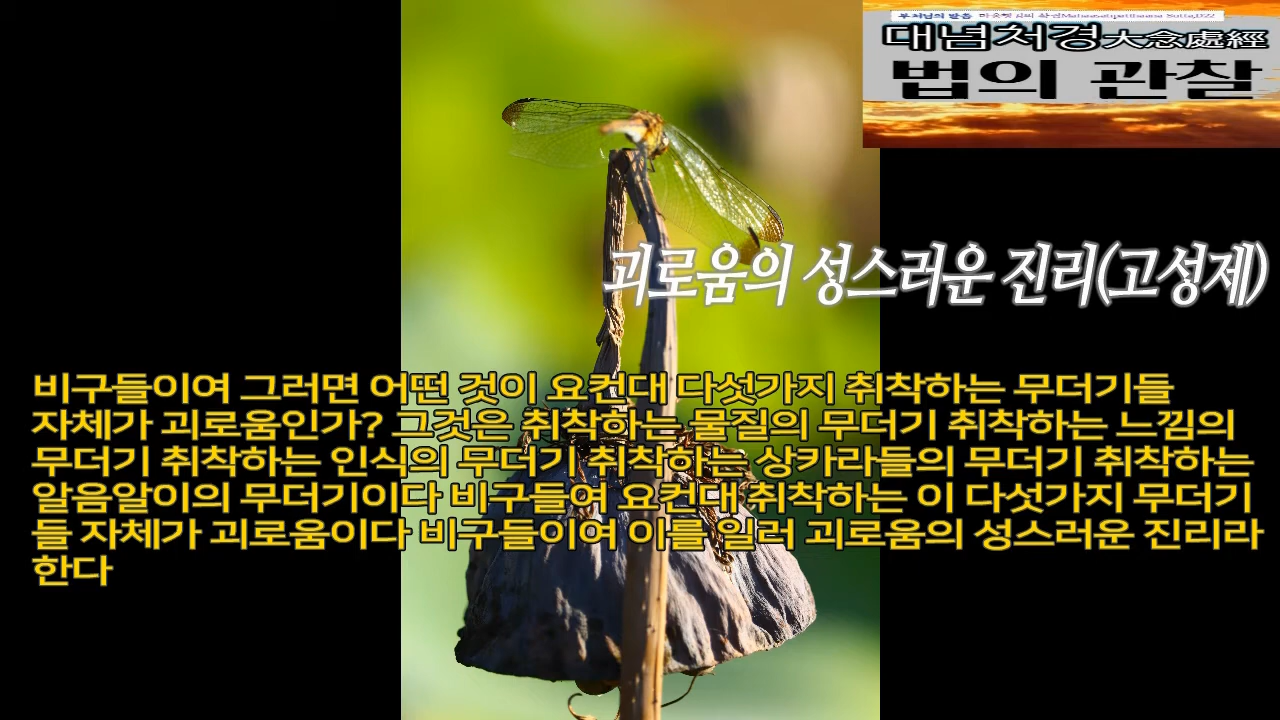 부처님의 말씀
대념처경大念處經
법의 관찰
괴로움의 성스러운 진리(고성제)
비구들이여 그러면 어떤 것이 요컨대 다섯가지 취착하는 무더기들
자체가 괴로움인가? 그것은 취착하는 물질의 무더기 취착하는 느낌의
무더기 취착하는 인식의 무더기 취착하는 상카라들의 무더기 취착하는
알음알이의 무더기이다 비구들여 요컨대 취착하는 이 다섯가지 무더기
들 자체가 괴로움이다 비구들이여 이를 일러 괴로움의 성스러운 진리라
한다